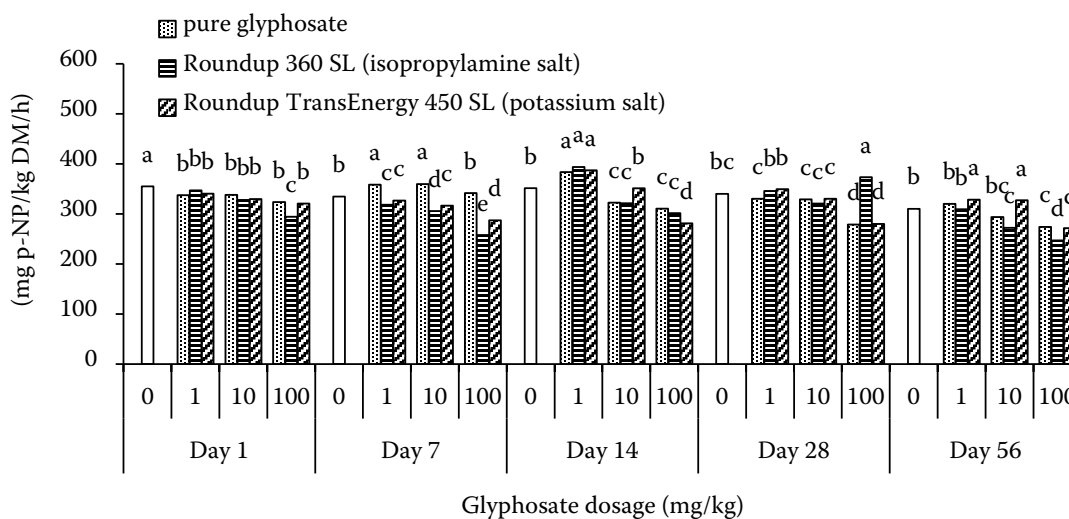 pure glyphosate
Roundup 360 SL (isopropylamine salt)
Roundup TransEnergy 450 SL (potassium salt)
(mg p-NP/kg DM/h)
600
500
400
300
200
100
0
a b b b b b b b c b
b a c c a d c b e d
b a a a c c b c c d
bc c b b c c c d a d
b b b a bc c a c d
0 1 10 100 0 1 10 100 0 1 10 100 0 1 10 100 0 1 10 100
Day 1 Day 7 Day 14 Day 28 Day 56
Glyphosate dosage (mg/kg)